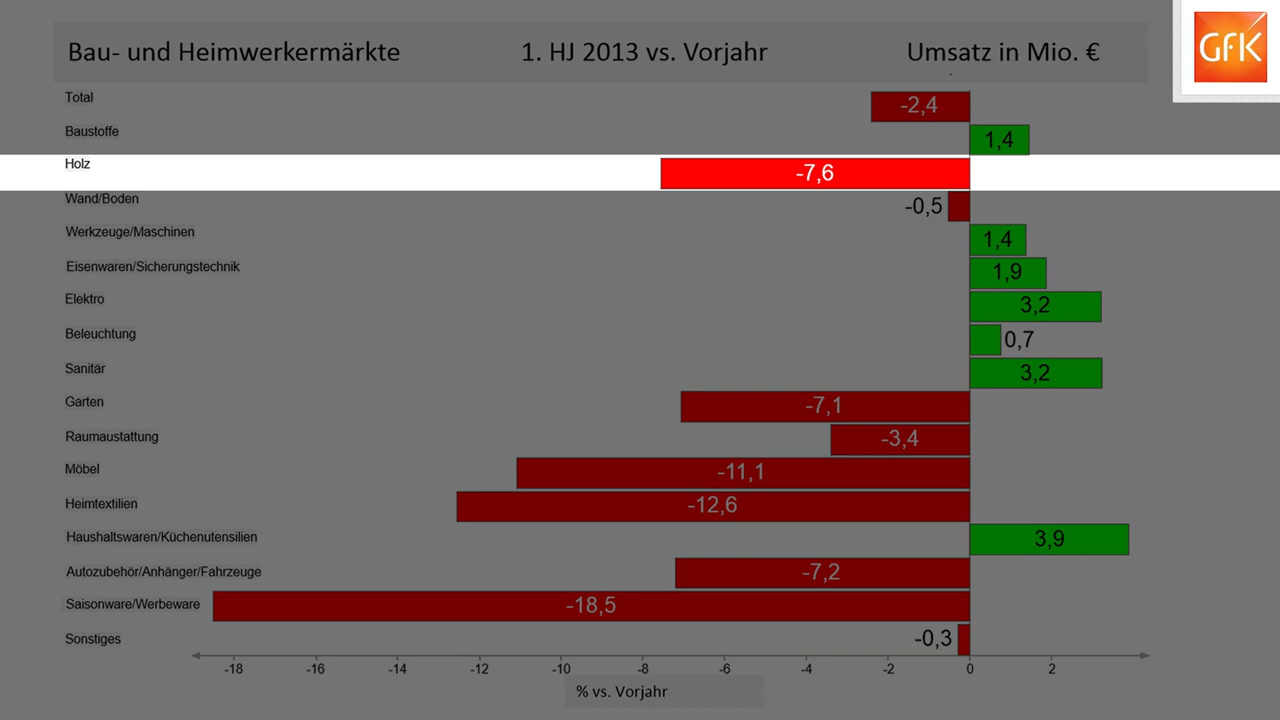 Bau- und Heimwerkermärkte 1. HJ 2013 vs. Vorjahr Umsatz in Mio. €
GfK
Total -2,4
Baustoffe 1,4
Holz -7,6
Wand/Boden -0,5
Werkzeuge/Maschinen 1,4
Eisenwaren/Sicherungstechnik 1,9
Elektro 3,2
Beleuchtung 0,7
Sanitär 3,2
Garten -7,1
Raumaustattung -3,4
Möbel -11,1
Heimtextilien -12,6
Haushaltswaren/Küchenutensilien 3,9
Autozubehör/Anhänger/Fahrzeuge -7,2
Saisonware/Werbeware -18,5
Sonstiges -0,3
-18 -16 -14 -12 -10 -8 -6 -4 -2 0 2
% vs. Vorjahr